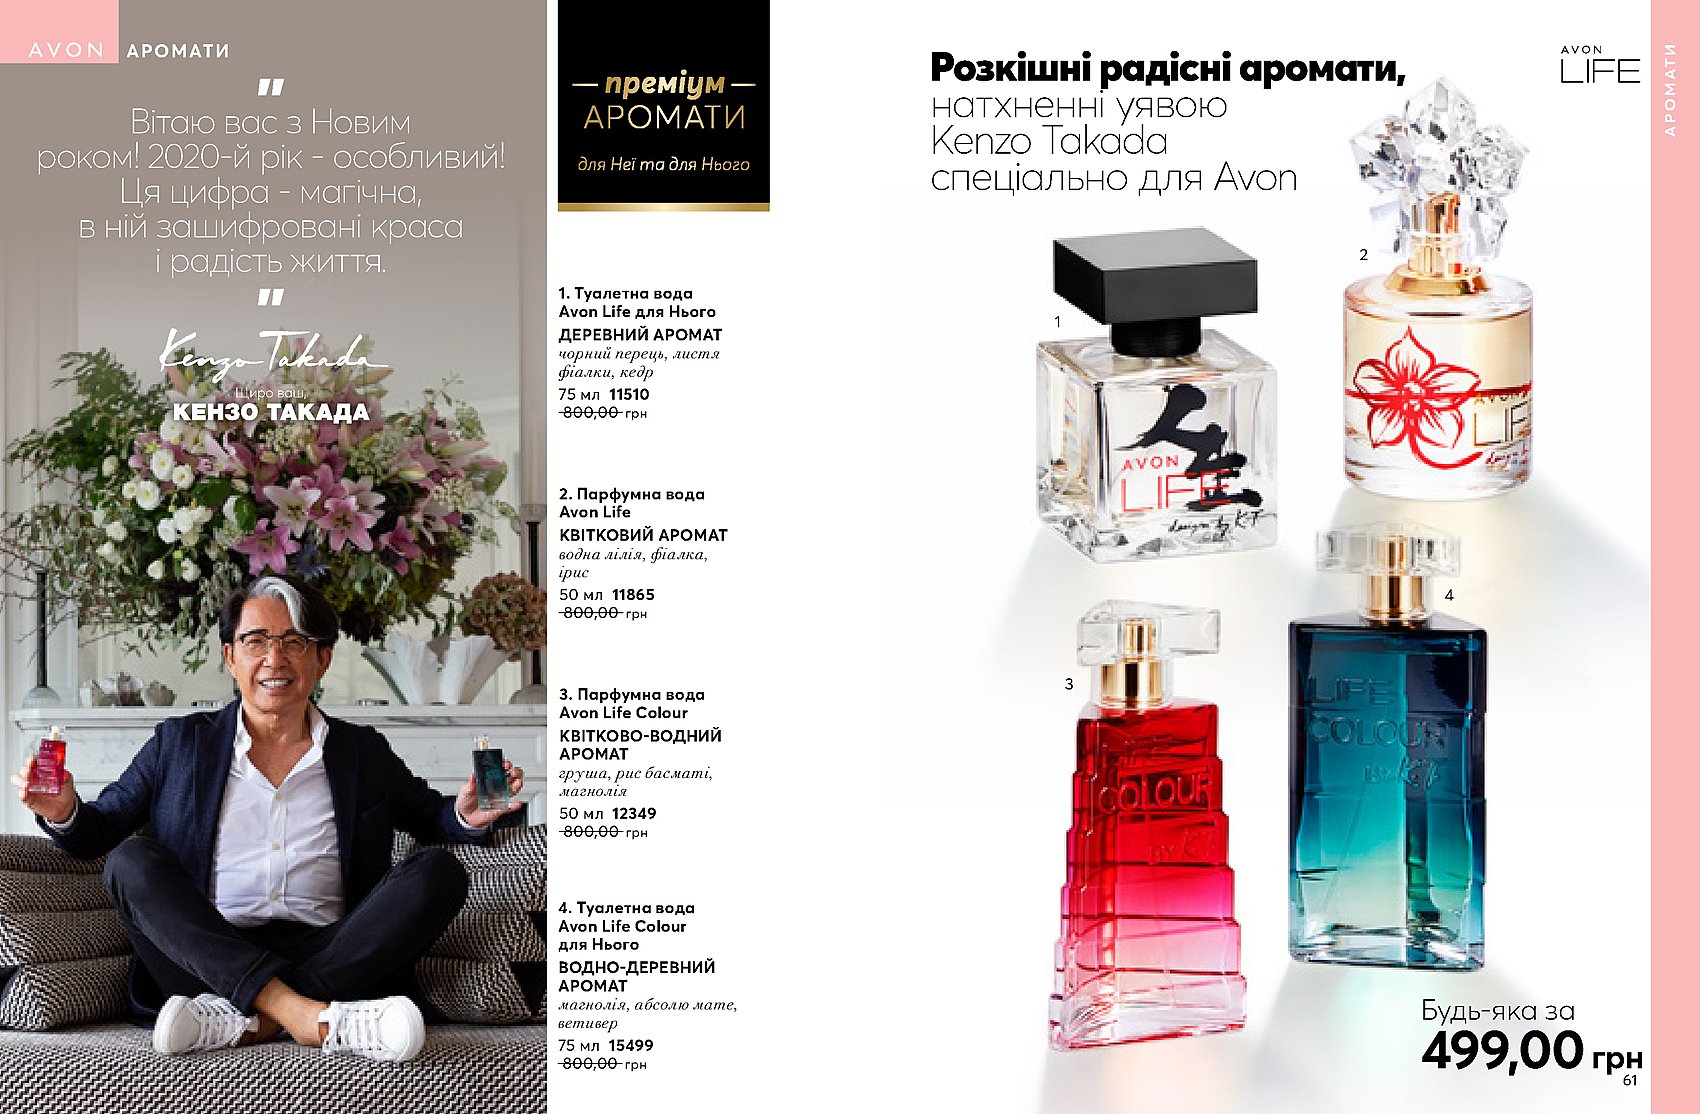 AVON АРОМАТИ
"
Вітаю вас з Новим
роком! 2020-й рік - особливий!
Ця цифра - магічна,
в ній зашифровані краса
і радість життя.
"
Kenzo Takada
Щиро ваш,
КЕНЗО ТАКАДА
преміум
АРОМАТИ
для Неї та для Нього
1. Туалетна вода
Avon Life для Нього
ДЕРЕВНИЙ АРОМАТ
чорний перець, листя
фіалки, кедр
75 мл 11510
800,00 грн
2. Парфумна вода
Avon Life
КВІТКОВИЙ АРОМАТ
водна лілія, фіалка,
ірис
50 мл 11865
800,00 грн
3. Парфумна вода
Avon Life Colour
КВІТКОВО-ВОДНИЙ
АРОМАТ
груша, рис басматі,
магнолія
50 мл 12349
800,00 грн
4. Туалетна вода
Avon Life Colour
для Нього
ВОДНО-ДЕРЕВНИЙ
АРОМАТ
магнолія, абсолю мате,
ветивер
75 мл 15499
800,00 грн
Розкішні радісні аромати,
натхненні уявою
Kenzo Takada
спеціально для Avon
AVON
LIFE
АРОМАТИ
1
人生
AVON
LIFE
design by K.T
2
AVON
LIFE
design by
3
COLOUR
BY K.T
4
LIFE
COLOUR
BY K.T
Будь-яка за
499,00 грн
61